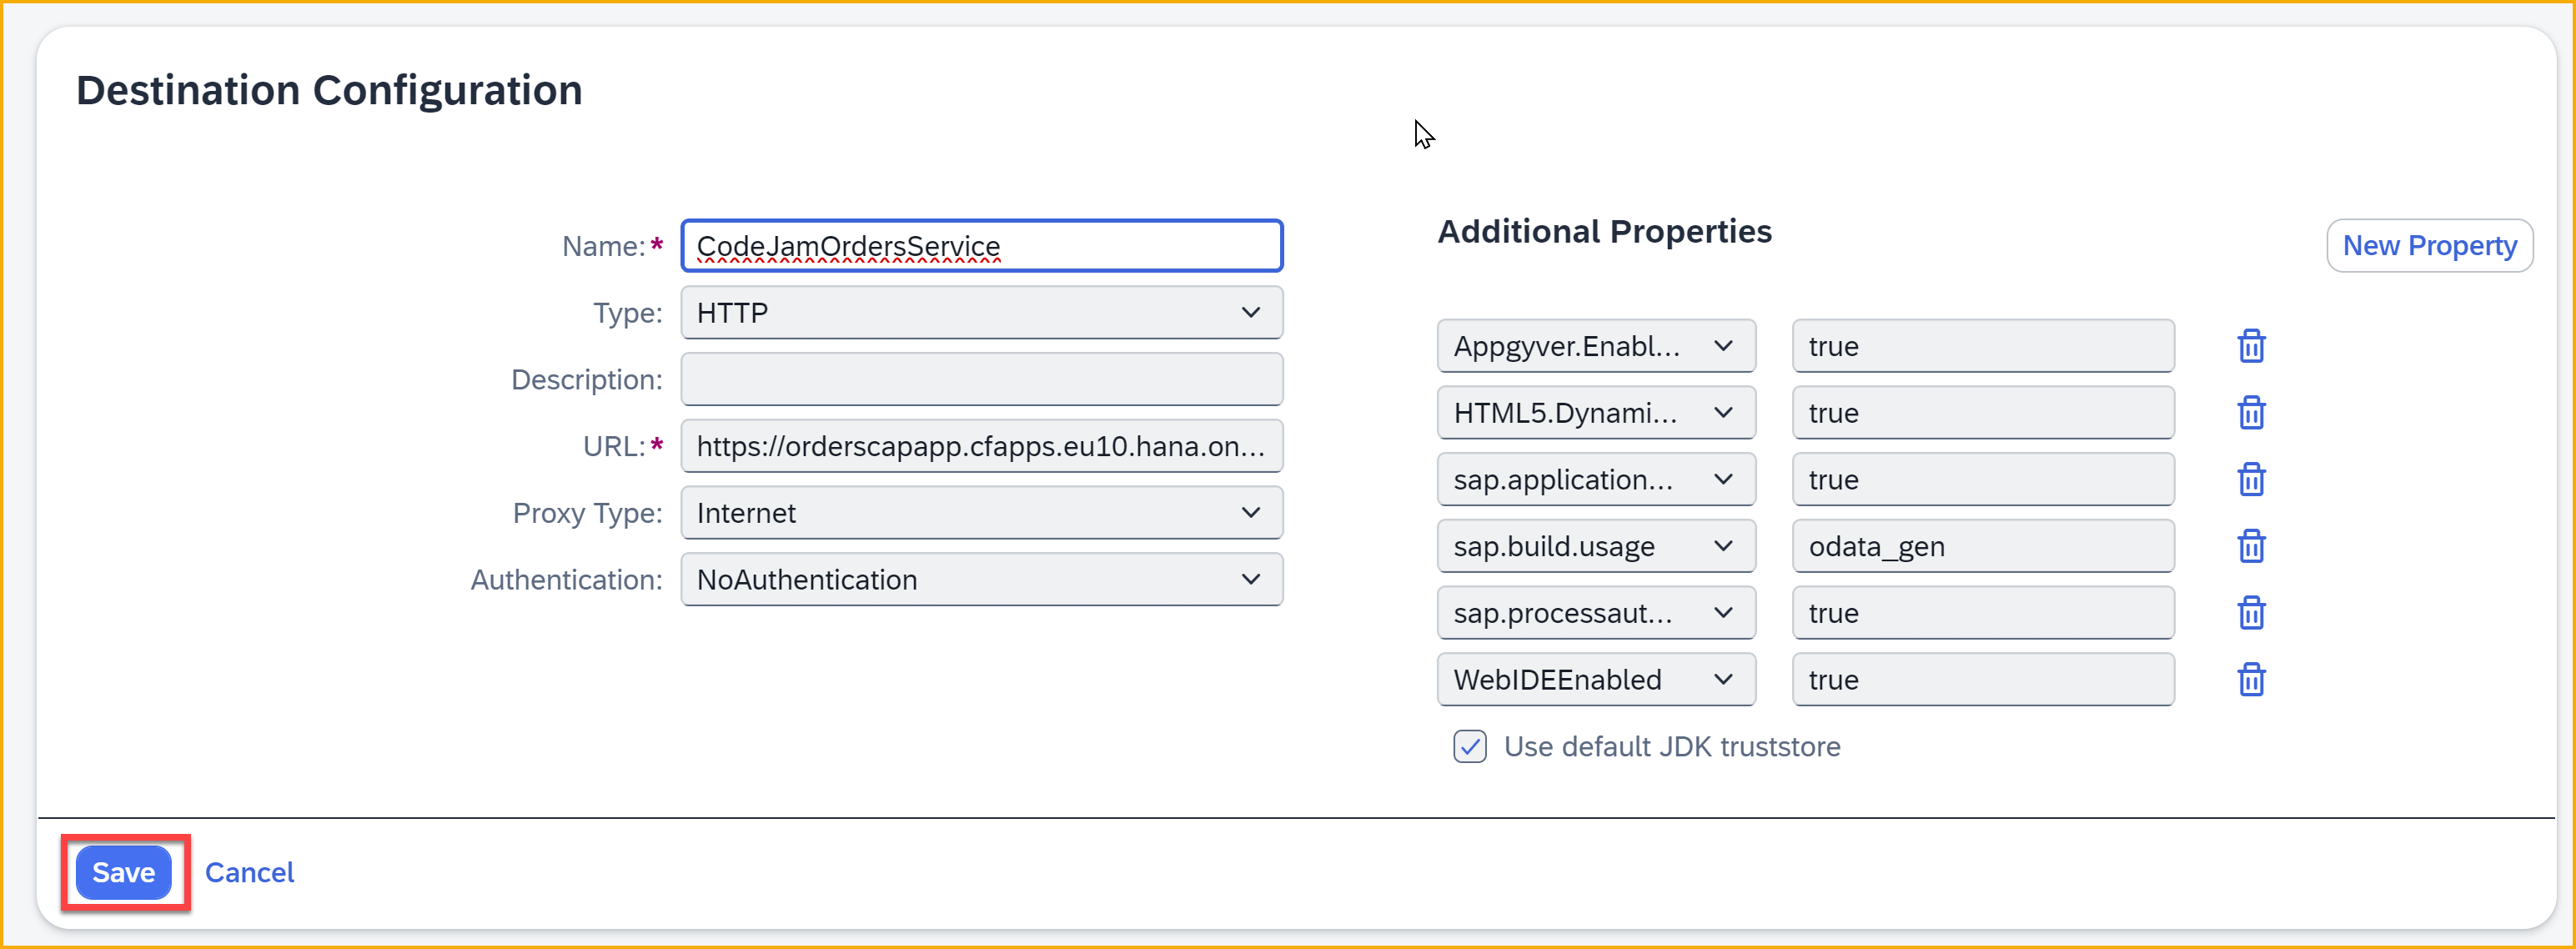 Destination Configuration
Name:*
CodeJamOrdersService
Type:
HTTP
Description:
URL:*
https://orderscapapp.cfapps.eu10.hana.on...
Proxy Type:
Internet
Authentication:
NoAuthentication
Additional Properties
New Property
Appgyver.Enabl... true
HTML5.Dynami... true
sap.application... true
sap.build.usage odata_gen
sap.processaut... true
WebIDEEnabled true
Use default JDK truststore
Save Cancel